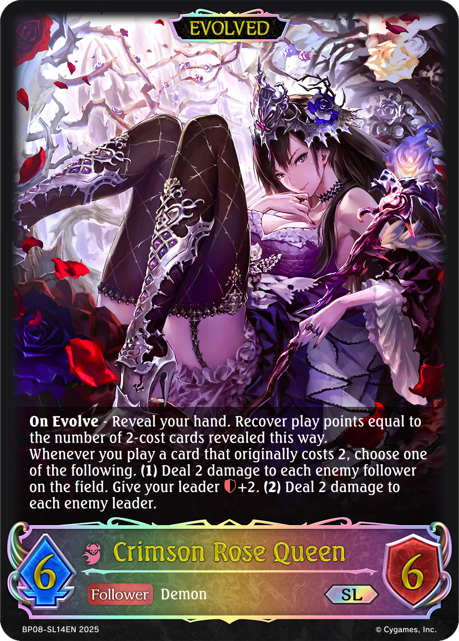 EVOLVED
On Evolve - Reveal your hand. Recover play points equal to
the number of 2-cost cards revealed this way.
Whenever you play a card that originally costs 2, choose one
of the following. (1) Deal 2 damage to each enemy follower
on the field. Give your leader +2. (2) Deal 2 damage to
each enemy leader.
Crimson Rose Queen
6
Follower Demon
SL
6
BP08-SL14EN 2025
© Cygames, Inc.